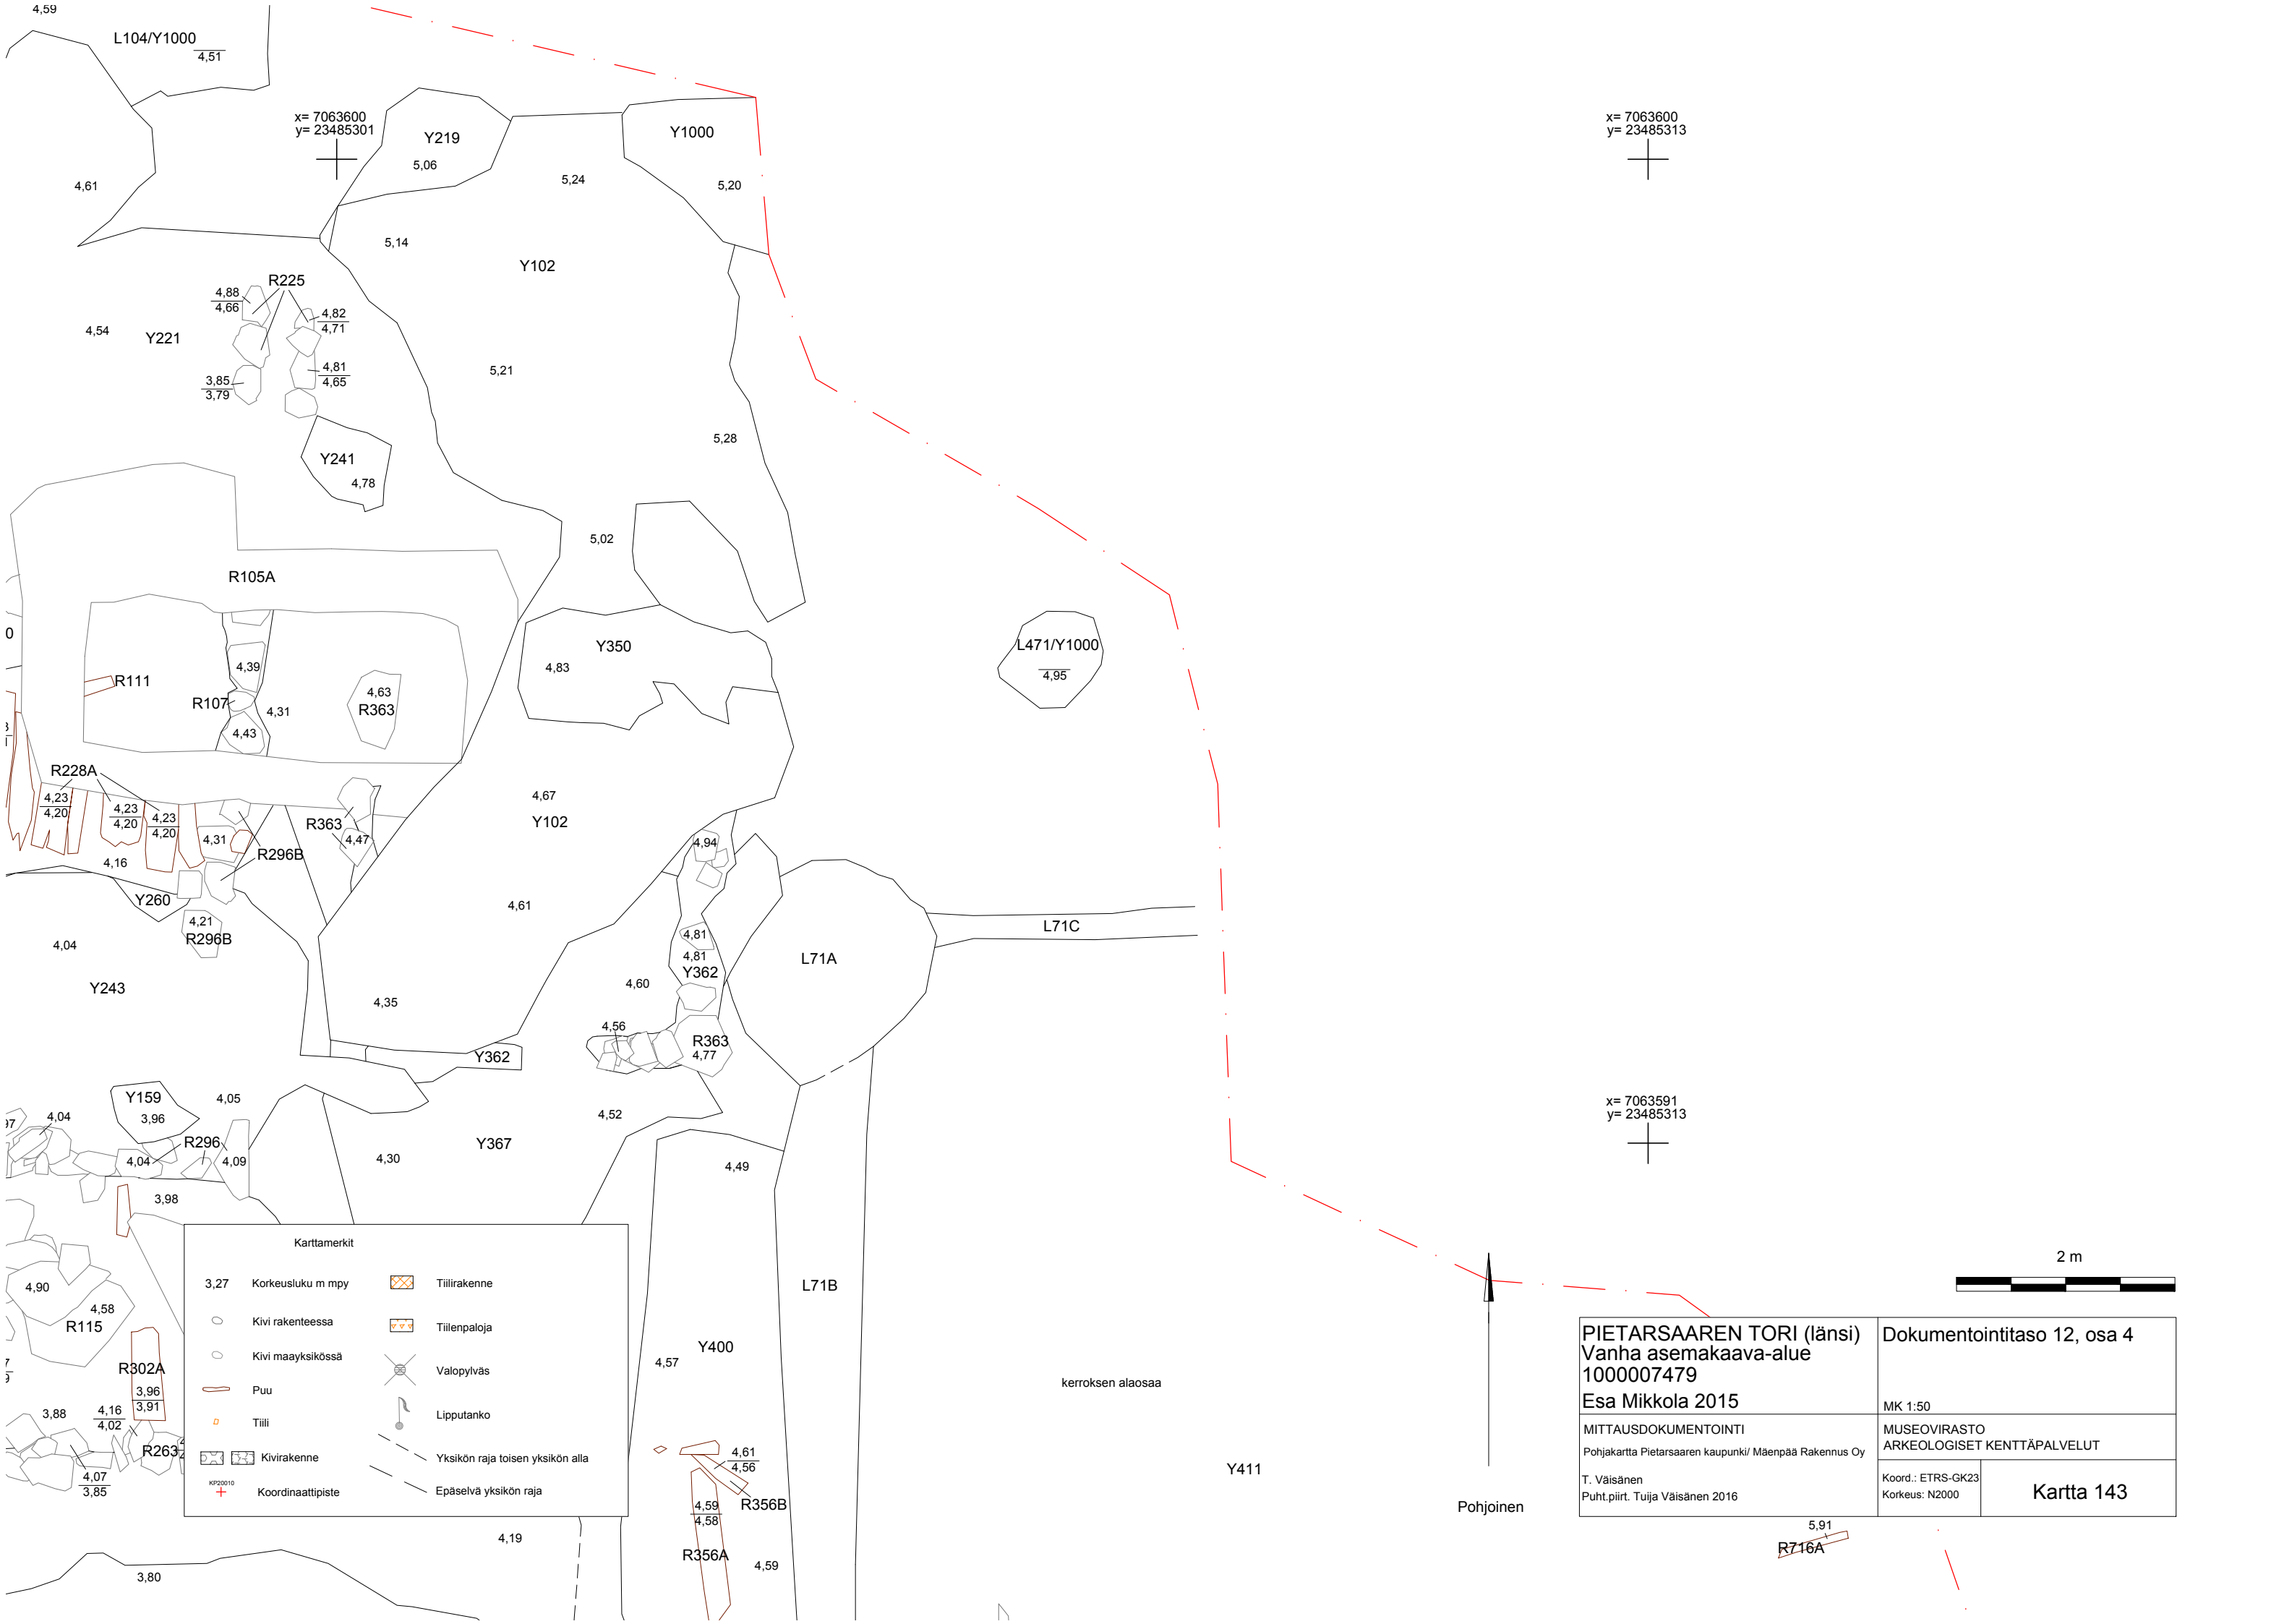 4,59
L104/Y1000
4,51
x= 7063600
y= 23485301
x= 7063600
y= 23485313
Y219
5,06
Y1000
5,24
5,20
4,61
5,14
Y102
R225
4,88
4,66
4,82
4,71
4,54
Y221
4,81
4,65
3,85
3,79
5,21
5,28
Y241
4,78
5,02
R105A
0
Y350
4,83
L471/Y1000
4,95
4,39
R111
4,63
R363
R107
4,31
4,43
R228A
4,23
4,20
4,23
4,20
4,23
4,20
4,31
R363
4,47
4,67
Y102
4,94
R296B
4,16
Y260
4,21
R296B
4,61
L71C
4,04
4,81
4,81
Y362
L71A
Y243
4,60
4,35
4,56
R363
4,77
Y362
Y159
3,96
4,05
4,04
97
4,52
x= 7063591
y= 23485313
R296
4,04
4,09
Y367
4,30
4,49
3,98
4,90
4,58
R115
R302A
3,96
3,91
3,88
4,16
4,02
R263
4,07
3,85
Karttamerkit
3,27 Korkeusluku m mpy
Kivi rakenteessa
Kivi maayksikössä
Puu
Tiili
Kivirakenne
KP20010
Koordinaattipiste
Tiilirakenne
Tiilenpaloja
Valopylväs
Lipputanko
Yksikön raja toisen yksikön alla
Epäselvä yksikön raja
L71B
Y400
4,57
kerroksen alaosaa
4,61
4,56
R356B
4,59
4,58
R356A
4,59
Y411
4,19
3,80
Pohjoinen
2 m
PIETARSAAREN TORI (länsi)
Vanha asemakaava-alue
1000007479
Esa Mikkola 2015
Dokumentointitaso 12, osa 4
MK 1:50
MITTAUSDOKUMENTOINTI
Pohjakartta Pietarsaaren kaupunki/ Mäenpää Rakennus Oy
T. Väisänen
Puht.piirt. Tuija Väisänen 2016
MUSEOVIRASTO
ARKEOLOGISET KENTTÄPALVELUT
Koord.: ETRS-GK23
Korkeus: N2000
Kartta 143
5,91
R716A